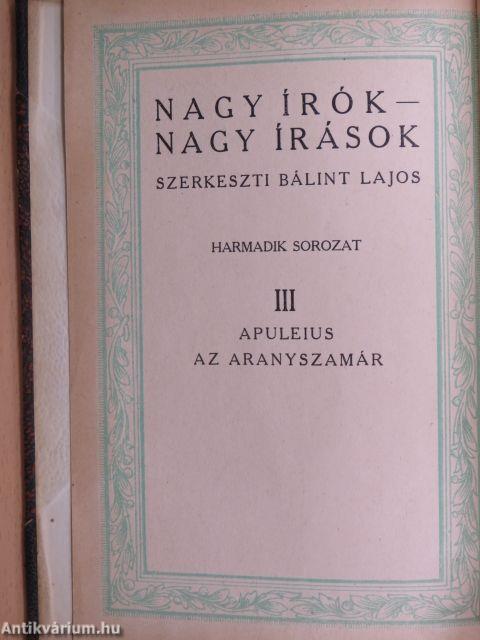 NAGY ÍRÓK —
NAGY ÍRÁSOK
SZERKESZTI BÁLINT LAJOS
HARMADIK SOROZAT
III
APULEIUS
AZ ARANYSZAMÁR
Antikvárium.hu